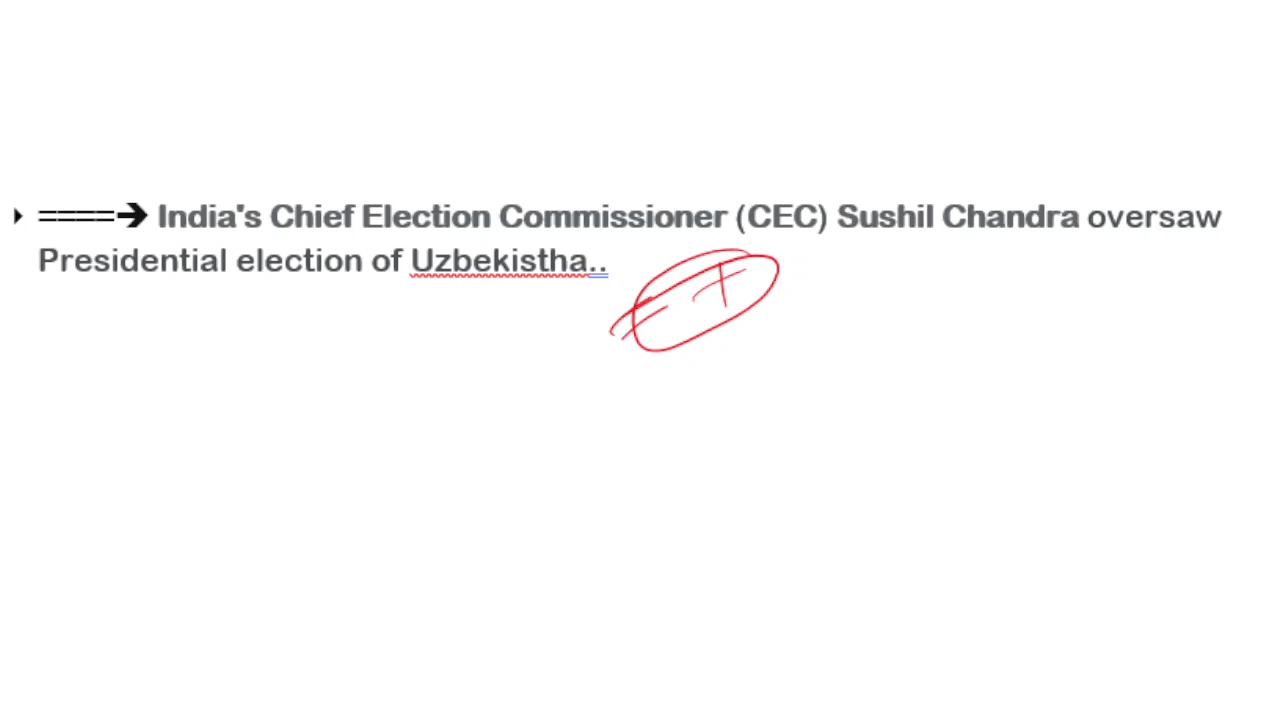 ====➔ India's Chief Election Commissioner (CEC) Sushil Chandra oversaw
Presidential election of Uzbekistha..